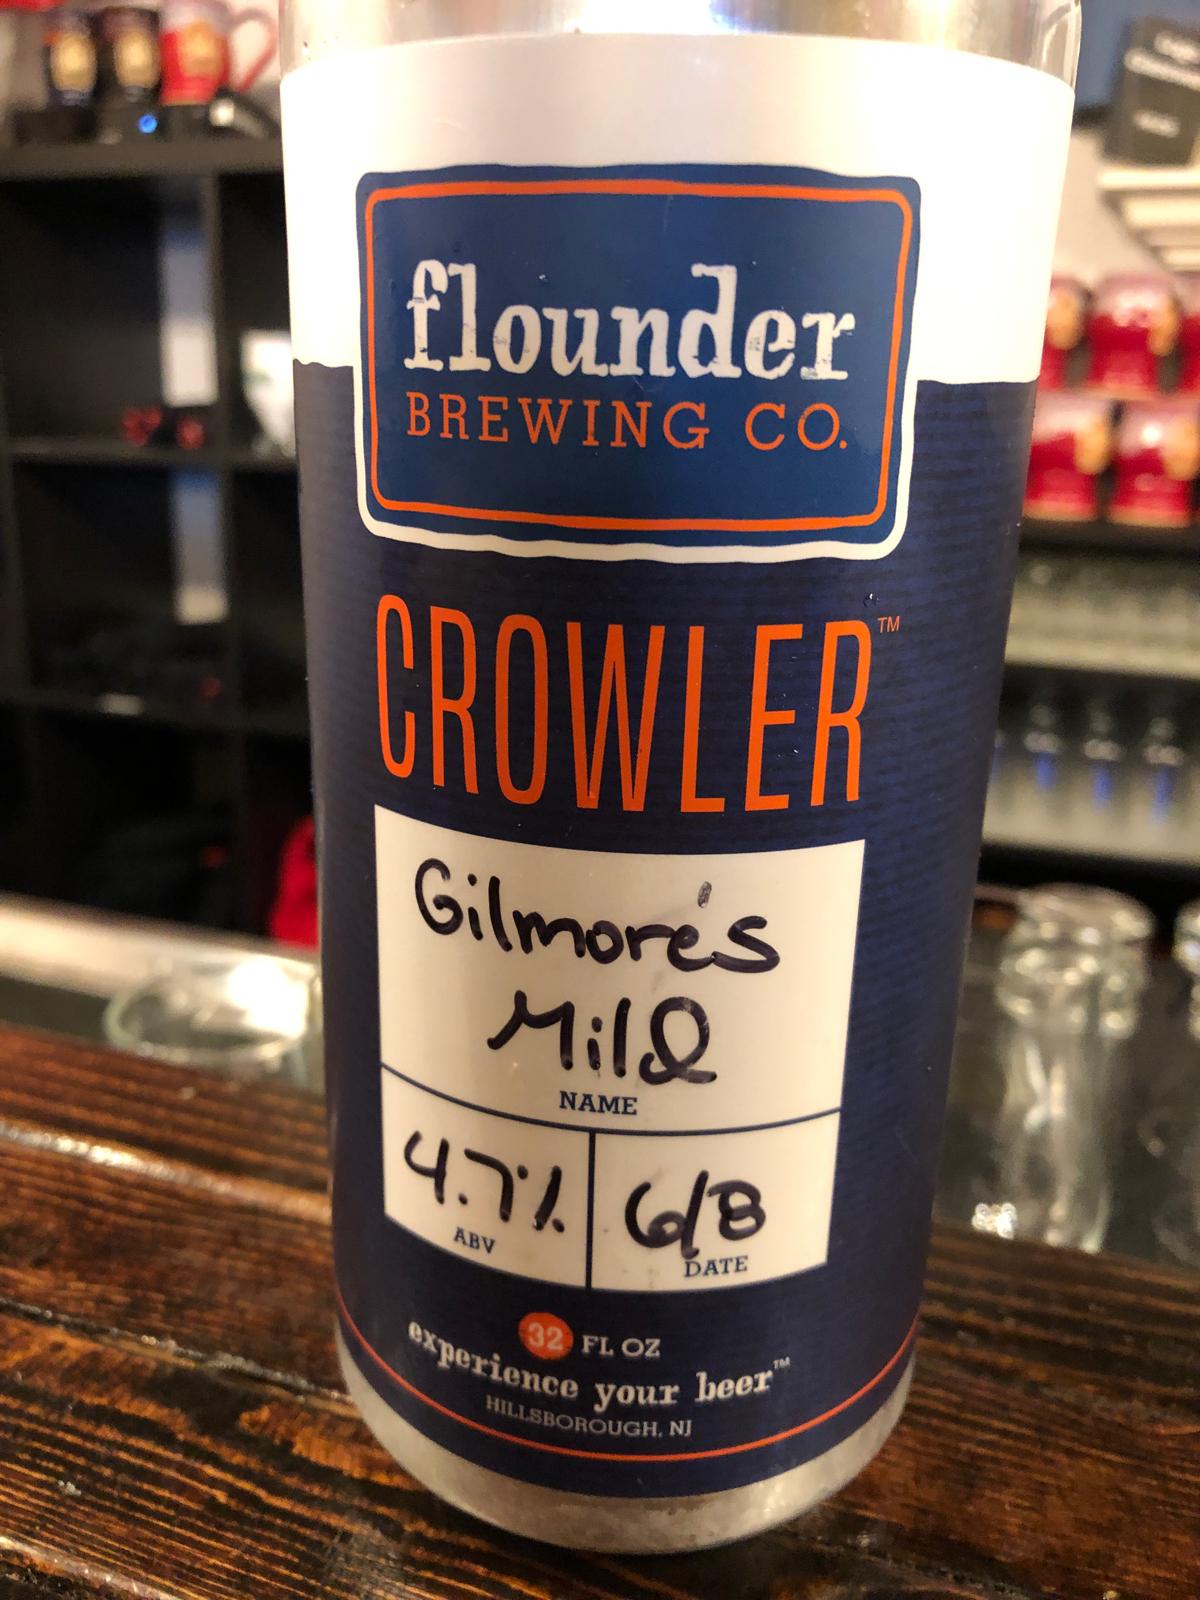 flounder
BREWING CO.
CROWLER™
Gilmore's
Mild
NAME
4.7%
ABV
6/8
DATE
32 FL OZ
experience your beer™
HILLSBOROUGH, NJ